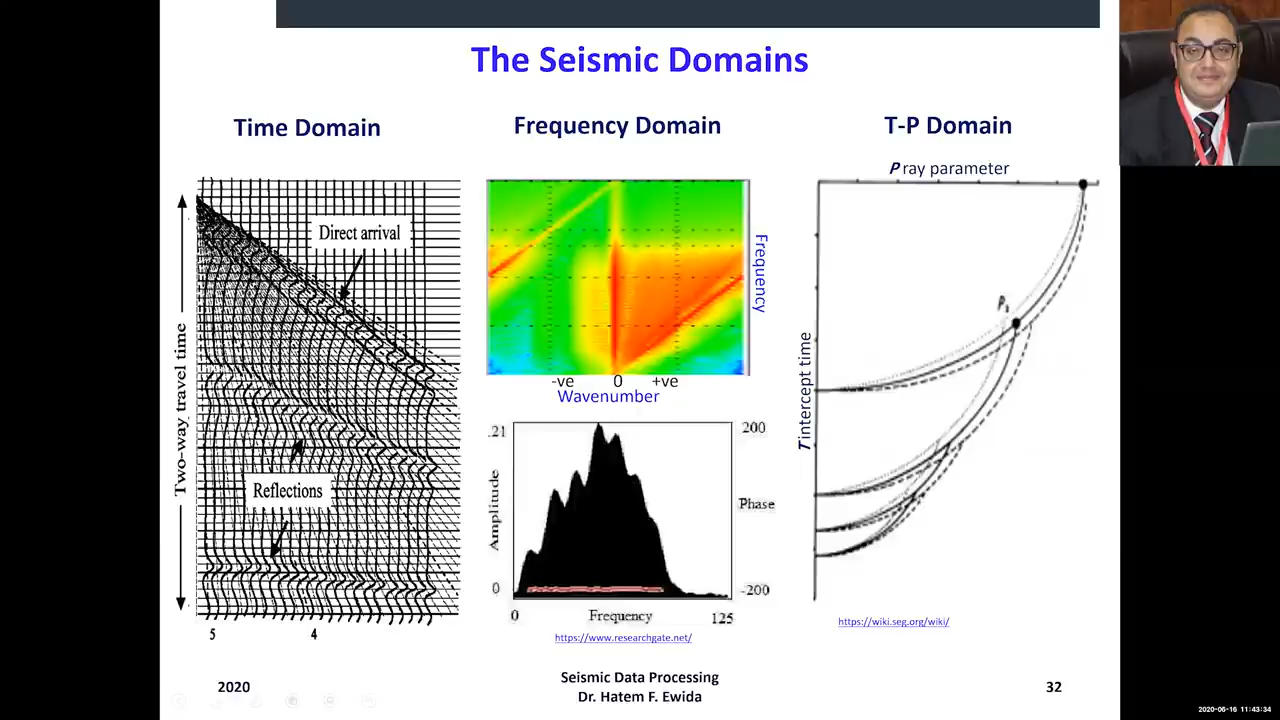 The Seismic Domains
Time Domain
Frequency Domain
T-P Domain
Two-way travel time
Direct arrival
Reflections
5
4
Frequency
-ve
0
+ve
Wavenumber
.21
Amplitude
0
200
Phase
-200
0
Frequency
125
https://www.researchgate.net/
P ray parameter
T intercept time
https://wiki.seg.org/wiki/
2020
Seismic Data Processing
Dr. Hatem F. Ewida
32
2020-06-16 11:43:34